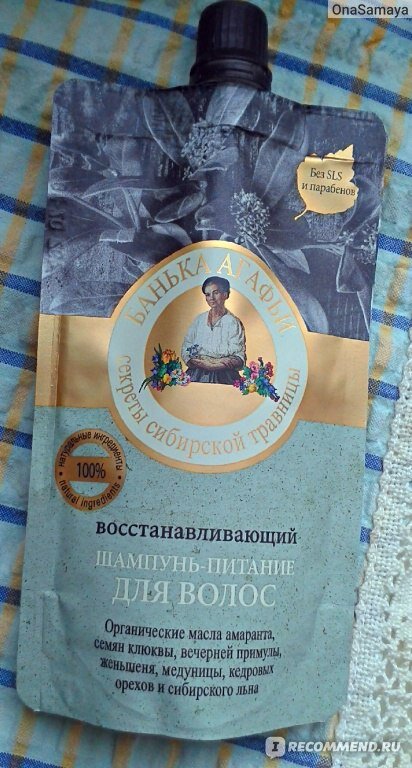 OnaSamaya
Без SLS
и парабенов
БАНЬКА АГАФЬИ
секреты сибирской травницы
натуральные ингредиенты
100%
natural ingredients
восстанавливающий
ШАМПУНЬ-ПИТАНИЕ
ДЛЯ ВОЛОС
Органические масла амаранта,
семян клюквы, вечерней примулы,
женьшеня, медуницы, кедровых
орехов и сибирского льна
IRECOMMEND.RU